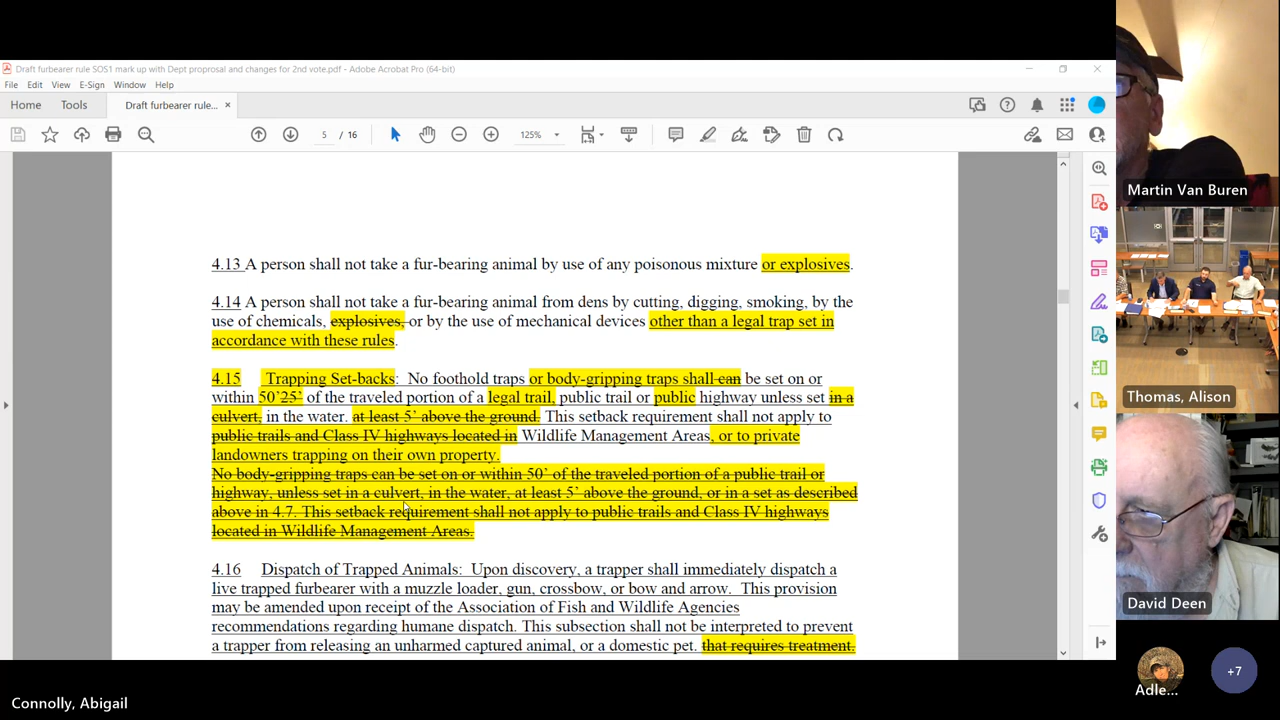 Draft furbearer rule SOS1 mark up with Dept proprosal and changes for 2nd vote.pdf - Adobe Acrobat Pro (64-bit)
File Edit View E-Sign Window Help
Home Tools Draft furbearer rule... ×
5 / 16 125%
4.13 A person shall not take a fur-bearing animal by use of any poisonous mixture or explosives.
4.14 A person shall not take a fur-bearing animal from dens by cutting, digging, smoking, by the
use of chemicals, explosives, or by the use of mechanical devices other than a legal trap set in
accordance with these rules.
4.15 Trapping Set-backs: No foothold traps or body-gripping traps shall can be set on or
within 50'25' of the traveled portion of a legal trail, public trail or public highway unless set in a
culvert, in the water. at least 5' above the ground. This setback requirement shall not apply to
public trails and Class IV highways located in Wildlife Management Areas, or to private
landowners trapping on their own property.
No body-gripping traps can be set on or within 50' of the traveled portion of a public trail or
highway, unless set in a culvert, in the water, at least 5' above the ground, or in a set as described
above in 4.7. This setback requirement shall not apply to public trails and Class IV highways
located in Wildlife Management Areas.
4.16 Dispatch of Trapped Animals: Upon discovery, a trapper shall immediately dispatch a
live trapped furbearer with a muzzle loader, gun, crossbow, or bow and arrow. This provision
may be amended upon receipt of the Association of Fish and Wildlife Agencies
recommendations regarding humane dispatch. This subsection shall not be interpreted to prevent
a trapper from releasing an unharmed captured animal, or a domestic pet. that requires treatment.
Martin Van Buren
Thomas, Alison
David Deen
Adle...
+7
Connolly, Abigail